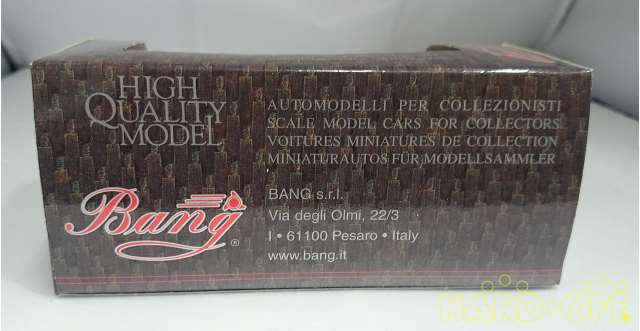 HIGH
QUALITY
MODEL
AUTOMODELLI PER COLLEZIONISTI
SCALE MODEL CARS FOR COLLECTORS
VOITURES MINIATURES DE COLLECTION
MINIATURAUTOS FÜR MODELLSAMMLER
Bang®
BANG s.r.l.
Via degli Olmi, 22/3
I • 61100 Pesaro • Italy
www.bang.it
HARD-OFF